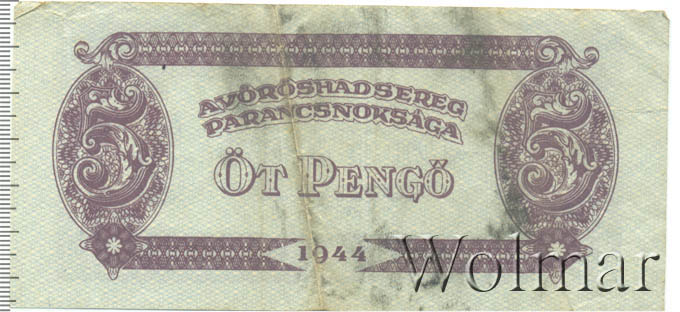 5 5
A VÖRÖSHADSEREG
PARANCSNOKSÁGA
ÖT PENGŐ
1944
Wolmar